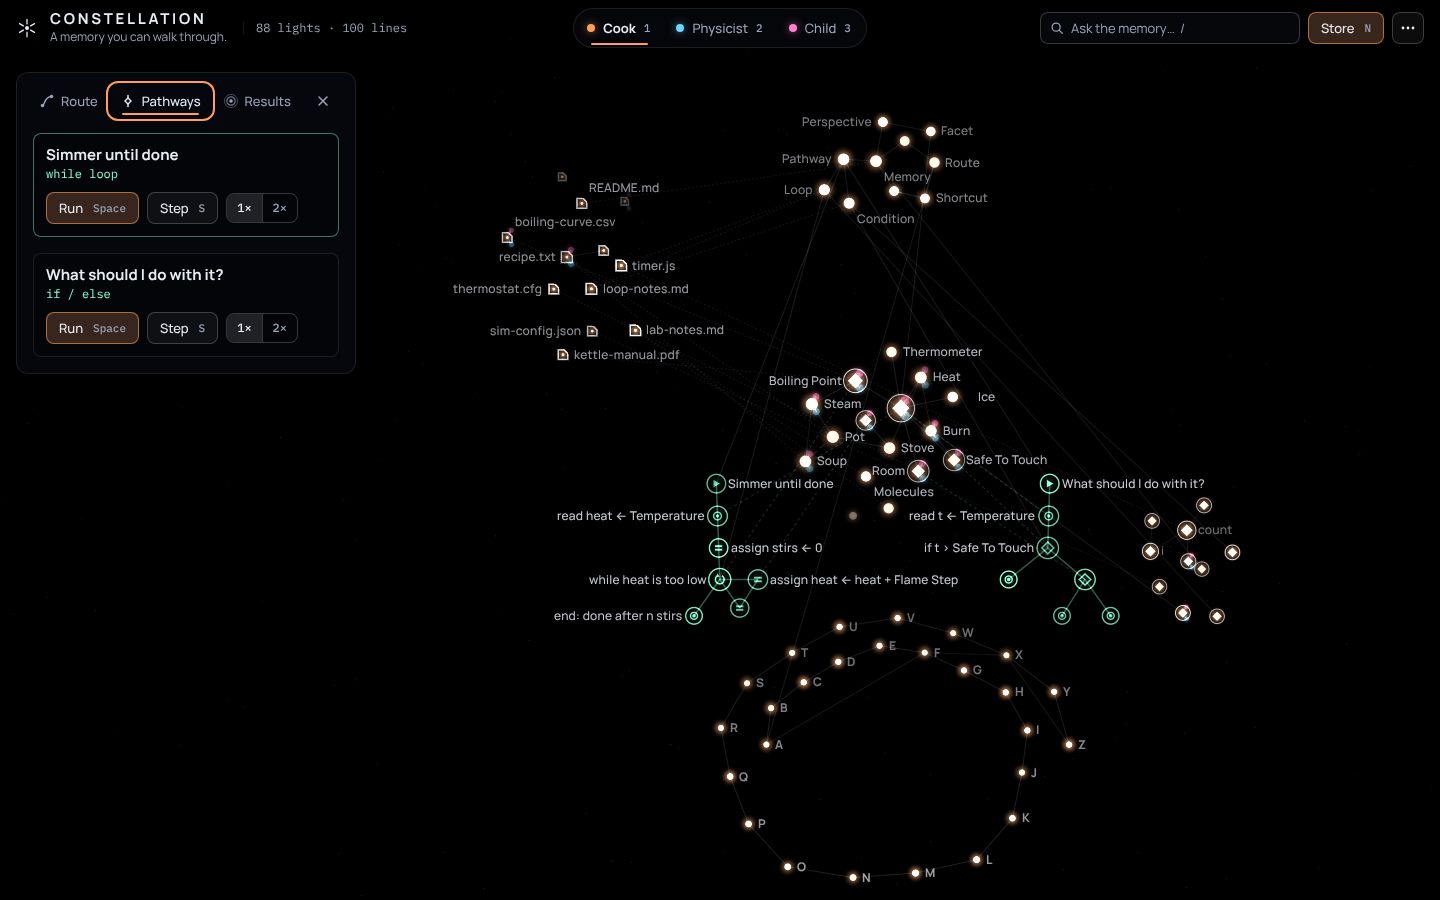 CONSTELLATION
A memory you can walk through.
88 lights · 100 lines
Cook 1
Physicist 2
Child 3
Ask the memory... /
Store N
Route
Pathways
Results
Simmer until done
while loop
Run Space
Step S
1×
2×
What should I do with it?
if / else
Run Space
Step S
1×
2×
Perspective
Facet
Pathway
Route
Memory
Loop
Shortcut
Condition
README.md
boiling-curve.csv
recipe.txt
timer.js
thermostat.cfg
loop-notes.md
sim-config.json
lab-notes.md
kettle-manual.pdf
Thermometer
Boiling Point
Heat
Ice
Steam
Burn
Pot
Stove
Soup
Safe To Touch
Room
Molecules
Simmer until done
What should I do with it?
read heat ← Temperature
read t ← Temperature
count
assign stirs ← 0
if t > Safe To Touch
i
while heat is too low
assign heat ← heat + Flame Step
end: done after n stirs
U
V
W
T
E
F
X
D
G
S
C
H
Y
B
R
I
A
Z
Q
J
P
K
O
N
M
L